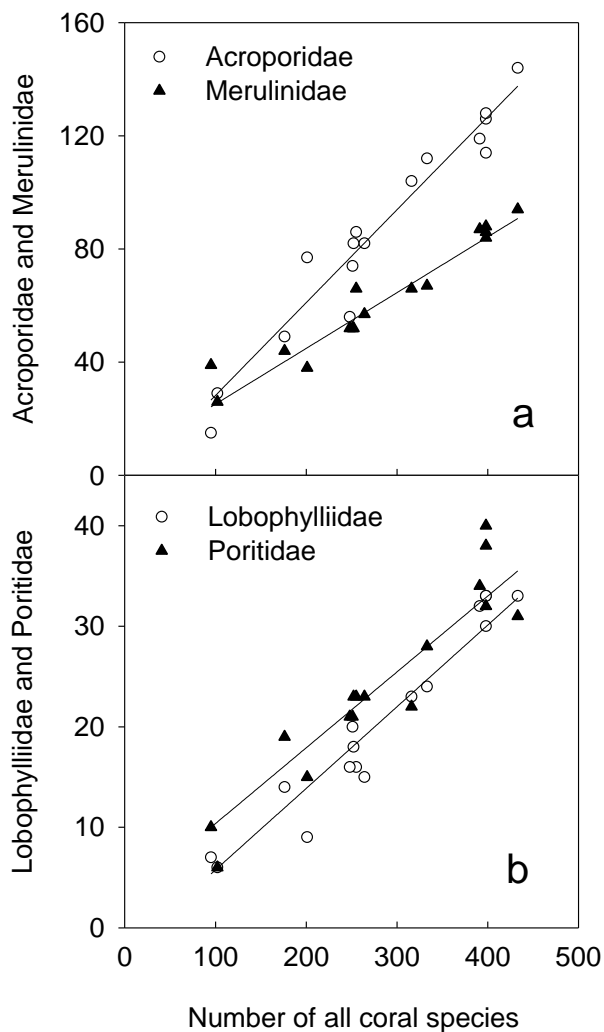 Acroporidae and Merulinidae
160
120
80
40
0
Acroporidae
Merulinidae
a
Lobophylliidae and Poritidae
40
30
20
10
0
Lobophylliidae
Poritidae
b
0 100 200 300 400 500
Number of all coral species